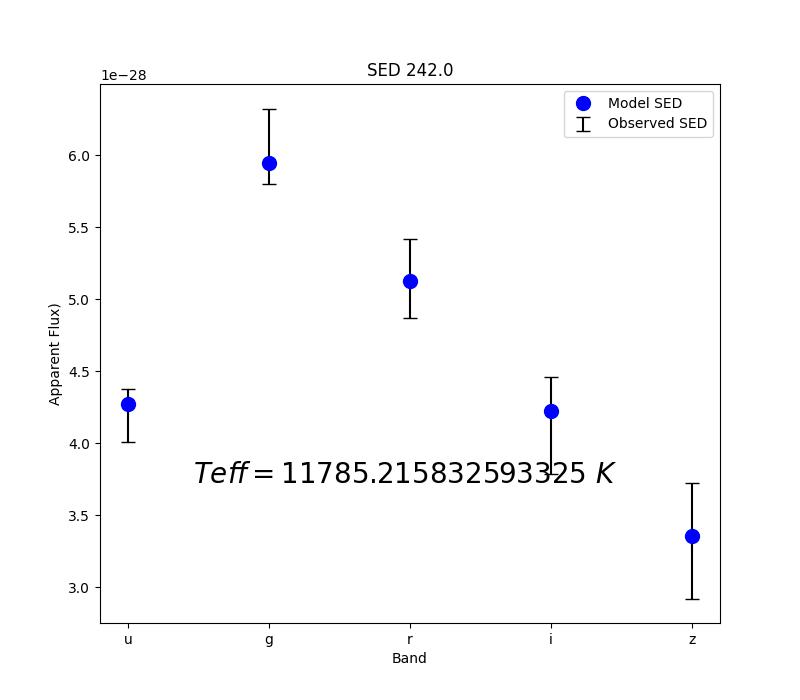 SED 242.0
1e−28
Model SED
Observed SED
6.0
5.5
5.0
4.5
4.0
3.5
3.0
Apparent Flux)
Teff = 11785.215832593325 K
u g r i z
Band